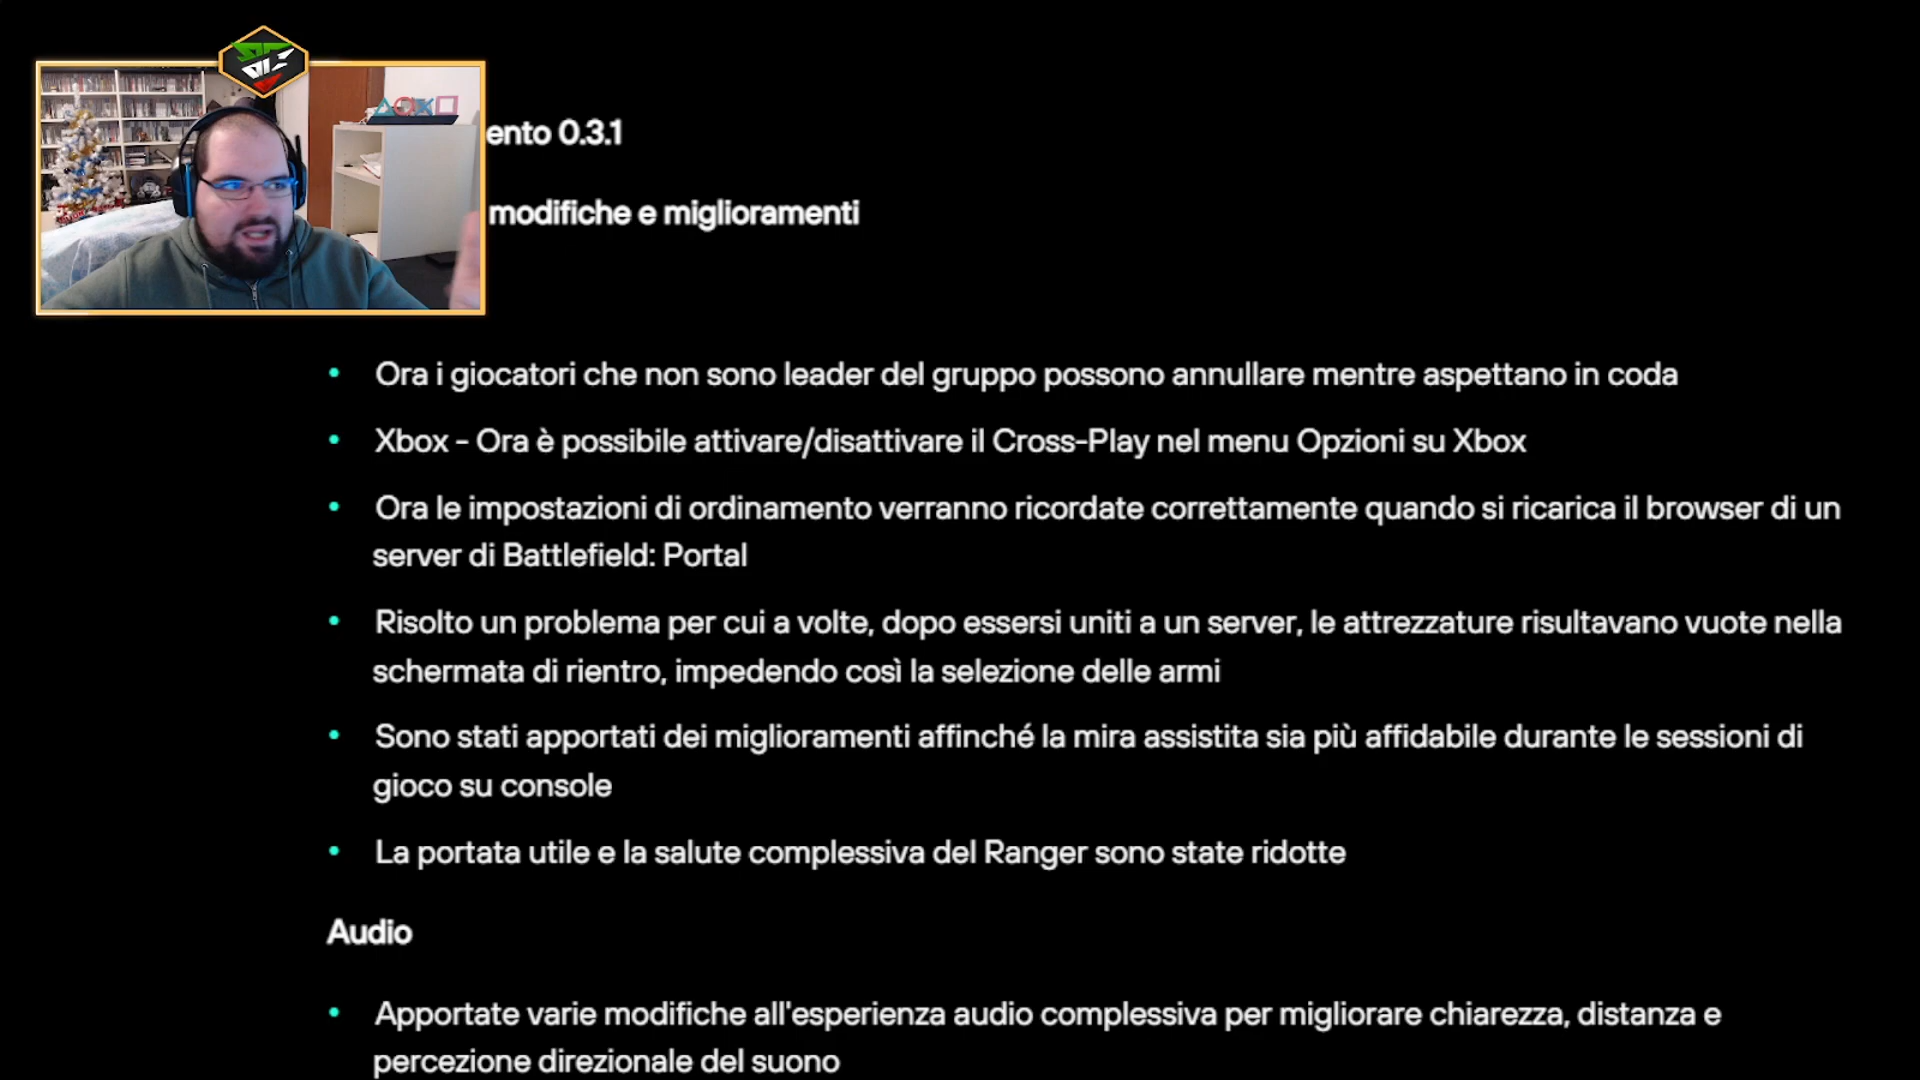 ento 0.3.1
modifiche e miglioramenti
• Ora i giocatori che non sono leader del gruppo possono annullare mentre aspettano in coda
• Xbox - Ora è possibile attivare/disattivare il Cross-Play nel menu Opzioni su Xbox
• Ora le impostazioni di ordinamento verranno ricordate correttamente quando si ricarica il browser di un
server di Battlefield: Portal
• Risolto un problema per cui a volte, dopo essersi uniti a un server, le attrezzature risultavano vuote nella
schermata di rientro, impedendo così la selezione delle armi
• Sono stati apportati dei miglioramenti affinché la mira assistita sia più affidabile durante le sessioni di
gioco su console
• La portata utile e la salute complessiva del Ranger sono state ridotte
Audio
• Apportate varie modifiche all'esperienza audio complessiva per migliorare chiarezza, distanza e
percezione direzionale del suono